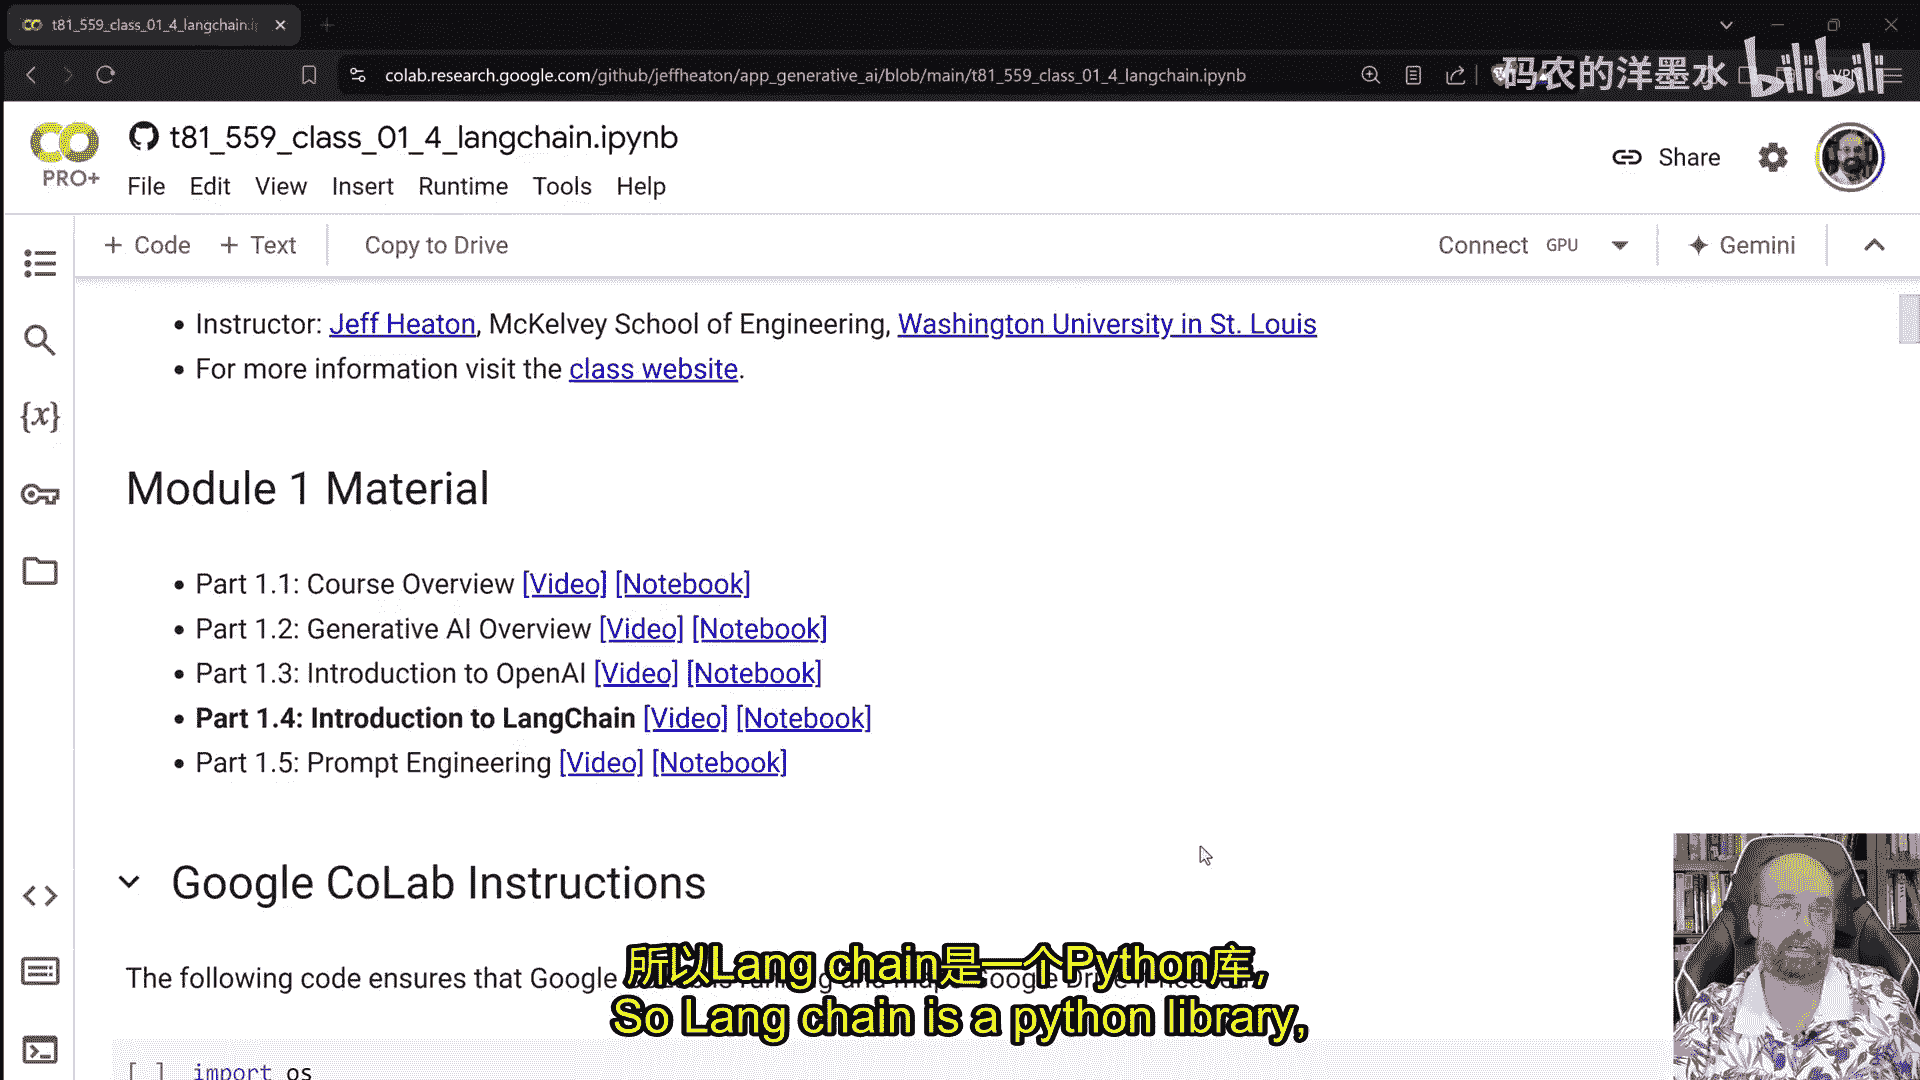 t81_559_class_01_4_langchain.i
colab.research.google.com/github/jeffheaton/app_generative_ai/blob/main/t81_559_class_01_4_langchain.ipynb
码农的洋墨水 bilibili
VPN
PRO+
t81_559_class_01_4_langchain.ipynb
File Edit View Insert Runtime Tools Help
Share
+ Code + Text Copy to Drive
Connect GPU Gemini
{x}
• Instructor: Jeff Heaton, McKelvey School of Engineering, Washington University in St. Louis
• For more information visit the class website.
Module 1 Material
• Part 1.1: Course Overview [Video] [Notebook]
• Part 1.2: Generative AI Overview [Video] [Notebook]
• Part 1.3: Introduction to OpenAI [Video] [Notebook]
• Part 1.4: Introduction to LangChain [Video] [Notebook]
• Part 1.5: Prompt Engineering [Video] [Notebook]
Google CoLab Instructions
The following code ensures that Google
所以Lang chain是一个Python库,
So Lang chain is a python library,
[ ] import os